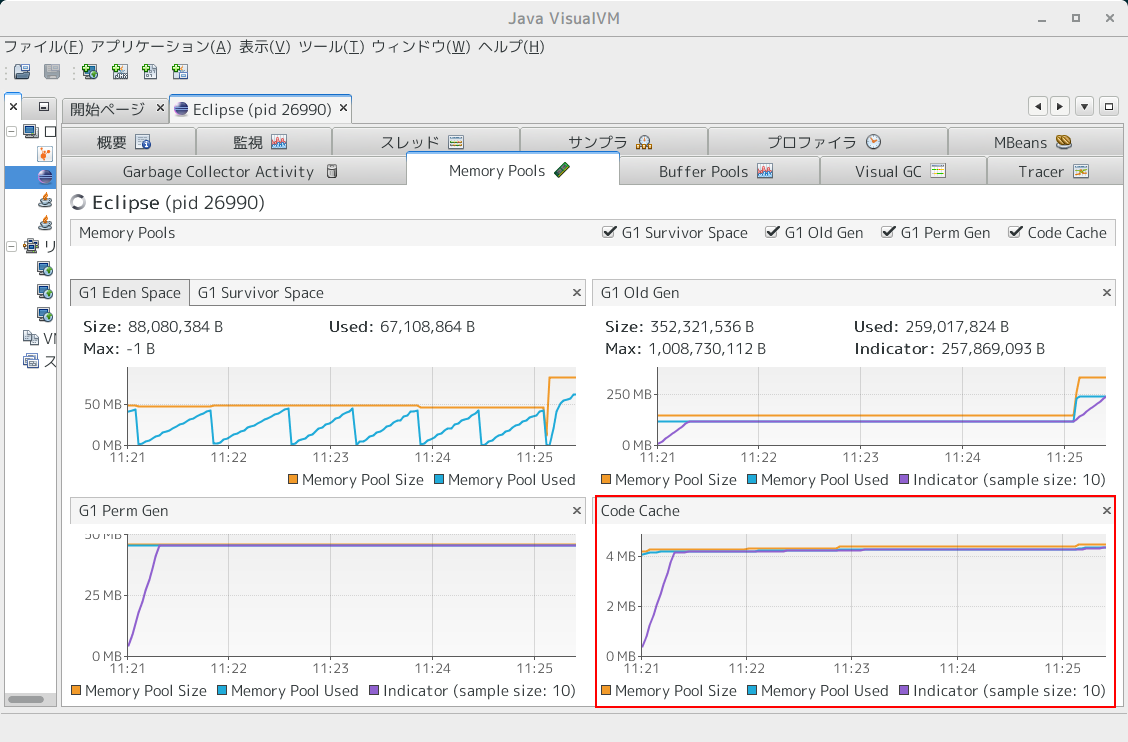 Java VisualVM
ファイル(F) アプリケーション(A) 表示(V) ツール(T) ウィンドウ(W) ヘルプ(H)
開始ページ Eclipse (pid 26990)
概要 監視 スレッド サンプラ プロファイラ MBeans
Garbage Collector Activity Memory Pools Buffer Pools Visual GC Tracer
Eclipse (pid 26990)
Memory Pools G1 Survivor Space G1 Old Gen G1 Perm Gen Code Cache
G1 Eden Space G1 Survivor Space
Size: 88,080,384 B Used: 67,108,864 B
Max: -1 B
50 MB
0 MB
11:21 11:22 11:23 11:24 11:25
Memory Pool Size Memory Pool Used
G1 Old Gen
Size: 352,321,536 B Used: 259,017,824 B
Max: 1,008,730,112 B Indicator: 257,869,093 B
250 MB
0 MB
11:21 11:22 11:23 11:24 11:25
Memory Pool Size Memory Pool Used Indicator (sample size: 10)
G1 Perm Gen
50 MB
25 MB
0 MB
11:21 11:22 11:23 11:24 11:25
Memory Pool Size Memory Pool Used Indicator (sample size: 10)
Code Cache
4 MB
2 MB
0 MB
11:21 11:22 11:23 11:24 11:25
Memory Pool Size Memory Pool Used Indicator (sample size: 10)